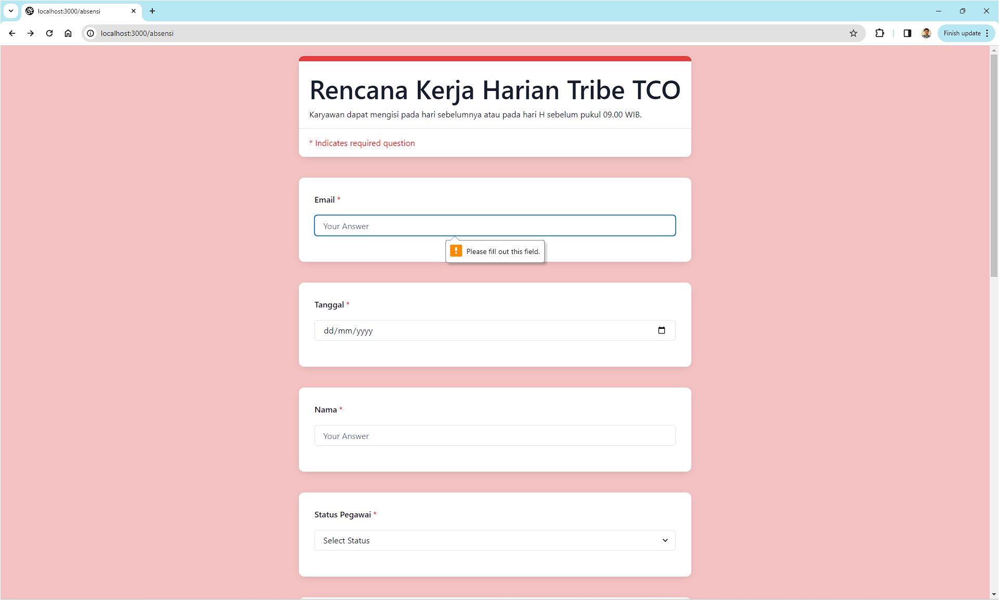 localhost:3000/absensi
localhost:3000/absensi
Finish update
Rencana Kerja Harian Tribe TCO
Karyawan dapat mengisi pada hari sebelumnya atau pada hari H sebelum pukul 09.00 WIB.
* Indicates required question
Email *
Your Answer
Please fill out this field.
Tanggal *
dd/mm/yyyy
Nama *
Your Answer
Status Pegawai *
Select Status